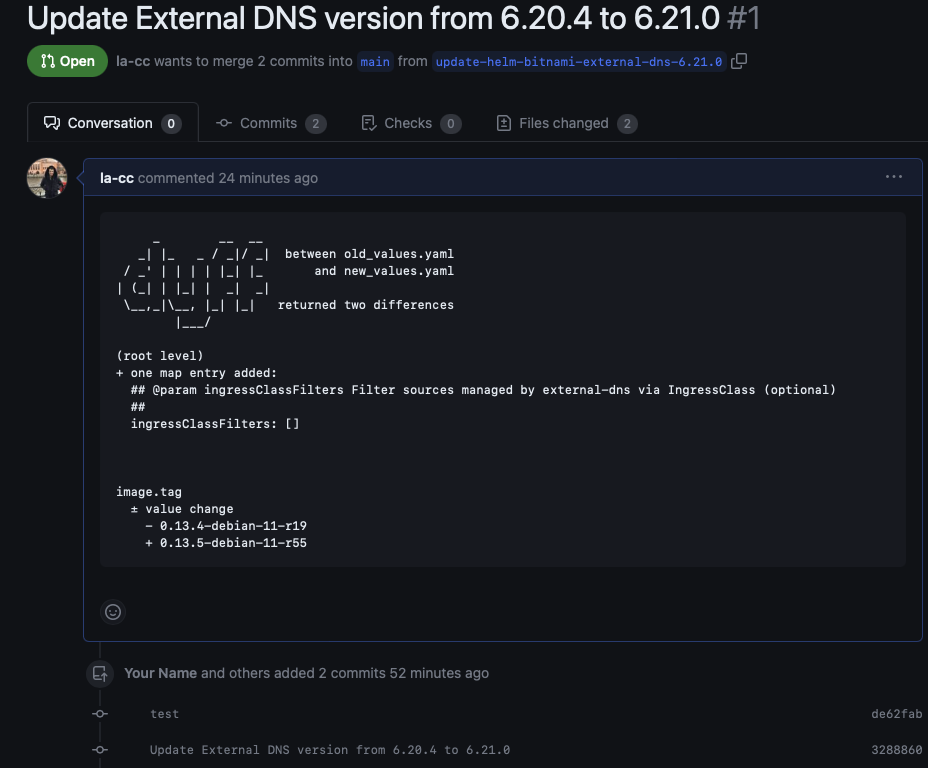 Update External DNS version from 6.20.4 to 6.21.0 #1
Open la-cc wants to merge 2 commits into main from update-helm-bitnami-external-dns-6.21.0
Conversation 0 Commits 2 Checks 0 Files changed 2
la-cc commented 24 minutes ago
     _        __  __
   _| |_   _ / _|/ _|  between old_values.yaml
 / _' | | | | |_| |_       and new_values.yaml
| (_| | |_| |  _|  _|
 \__,_|\__, |_| |_|   returned two differences
        |___/
(root level)
+ one map entry added:
  ## @param ingressClassFilters Filter sources managed by external-dns via IngressClass (optional)
  ##
  ingressClassFilters: []
image.tag
  ± value change
    - 0.13.4-debian-11-r19
    + 0.13.5-debian-11-r55
Your Name and others added 2 commits 52 minutes ago
test de62fab
Update External DNS version from 6.20.4 to 6.21.0 3288860